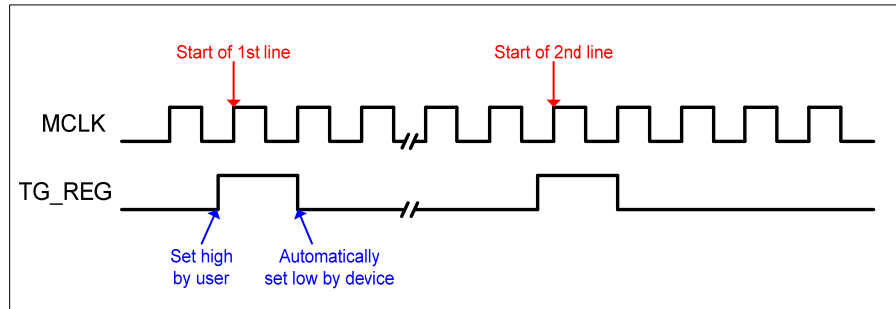 Start of 1st line
Start of 2nd line
MCLK
TG_REG
Set high
by user
Automatically
set low by device